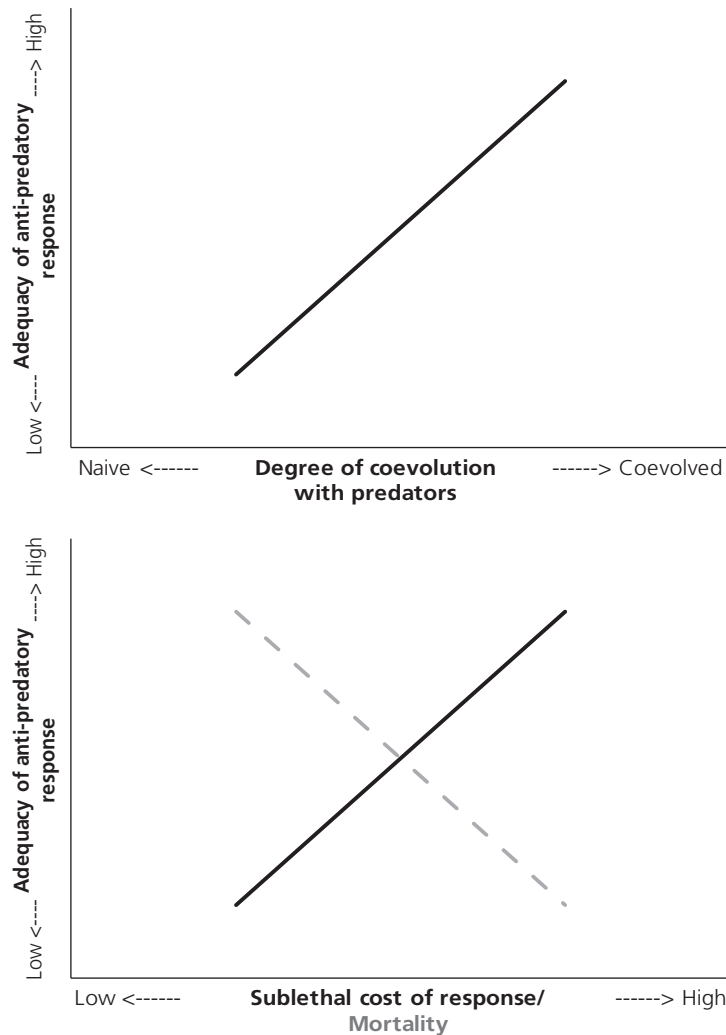 Low <---- Adequacy of anti-predatory ----> High
response
Naive <------ Degree of coevolution ------> Coevolved
with predators
Low <---- Adequacy of anti-predatory ----> High
response
Low <------ Sublethal cost of response/ ------> High
Mortality